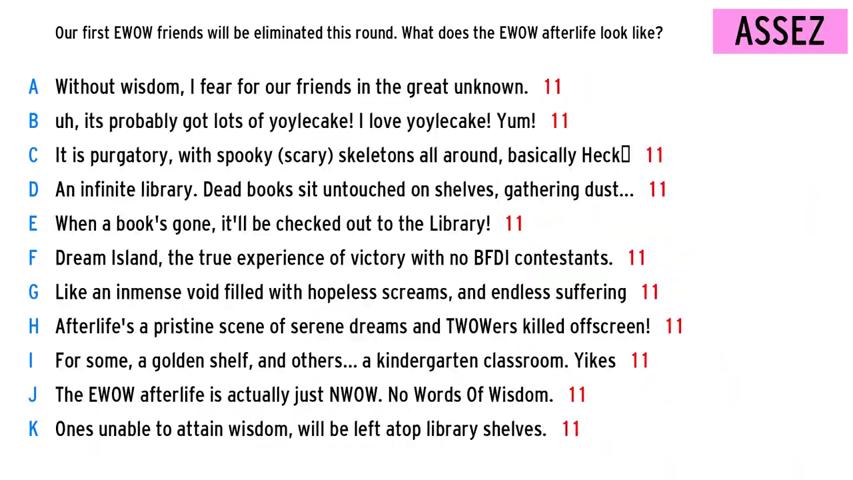 Our first EWOW friends will be eliminated this round. What does the EWOW afterlife look like?
ASSEZ
A Without wisdom, I fear for our friends in the great unknown. 11
B uh, its probably got lots of yoylecake! I love yoylecake! Yum! 11
C It is purgatory, with spooky (scary) skeletons all around, basically Heck▯ 11
D An infinite library. Dead books sit untouched on shelves, gathering dust... 11
E When a book's gone, it'll be checked out to the Library! 11
F Dream Island, the true experience of victory with no BFDI contestants. 11
G Like an inmense void filled with hopeless screams, and endless suffering 11
H Afterlife's a pristine scene of serene dreams and TWOWers killed offscreen! 11
I For some, a golden shelf, and others... a kindergarten classroom. Yikes 11
J The EWOW afterlife is actually just NWOW. No Words Of Wisdom. 11
K Ones unable to attain wisdom, will be left atop library shelves. 11